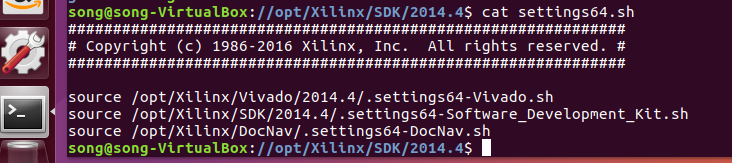 song@song-VirtualBox://opt/Xilinx/SDK/2014.4$ cat settings64.sh
##############################################################
# Copyright (c) 1986-2016 Xilinx, Inc.  All rights reserved. #
##############################################################
source /opt/Xilinx/Vivado/2014.4/.settings64-Vivado.sh
source /opt/Xilinx/SDK/2014.4/.settings64-Software_Development_Kit.sh
source /opt/Xilinx/DocNav/.settings64-DocNav.sh
song@song-VirtualBox://opt/Xilinx/SDK/2014.4$